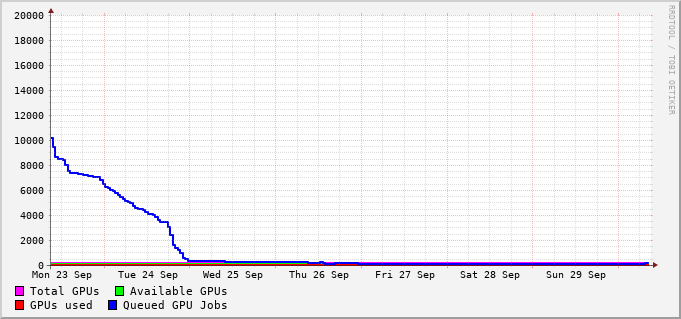 20000
18000
16000
14000
12000
10000
8000
6000
4000
2000
0
Mon 23 Sep Tue 24 Sep Wed 25 Sep Thu 26 Sep Fri 27 Sep Sat 28 Sep Sun 29 Sep
Total GPUs Available GPUs
GPUs used Queued GPU Jobs
RRDTOOL / TOBI OETIKER